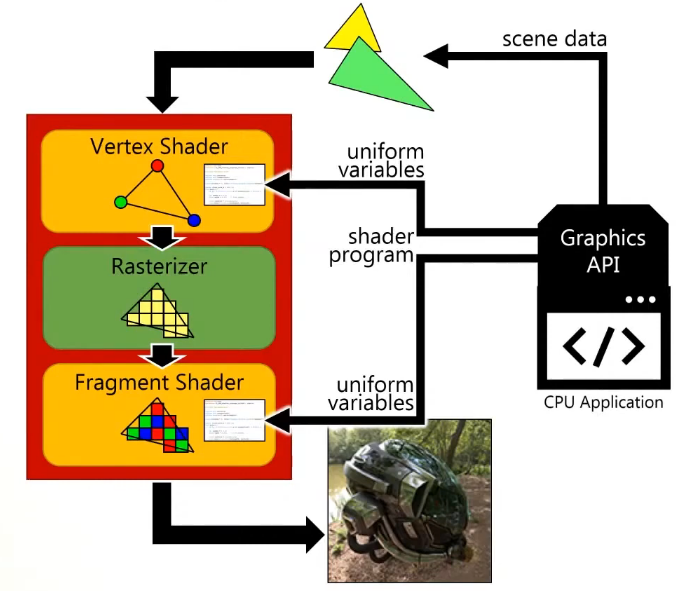 scene data
Vertex Shader
uniform
variables
shader
program
Graphics
API
Rasterizer
</>
Fragment Shader
uniform
variables
CPU Application